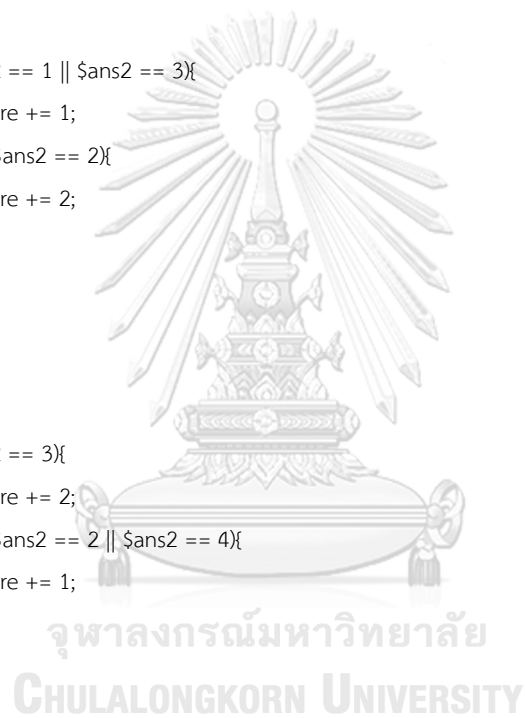 == 1 || $ans2 == 3){
re += 1;
ans2 == 2){
re += 2;
== 3){
re += 2;
ans2 == 2 || $ans2 == 4){
re += 1;
จุฬาลงกรณ์มหาวิทยาลัย
CHULALONGKORN UNIVERSITY